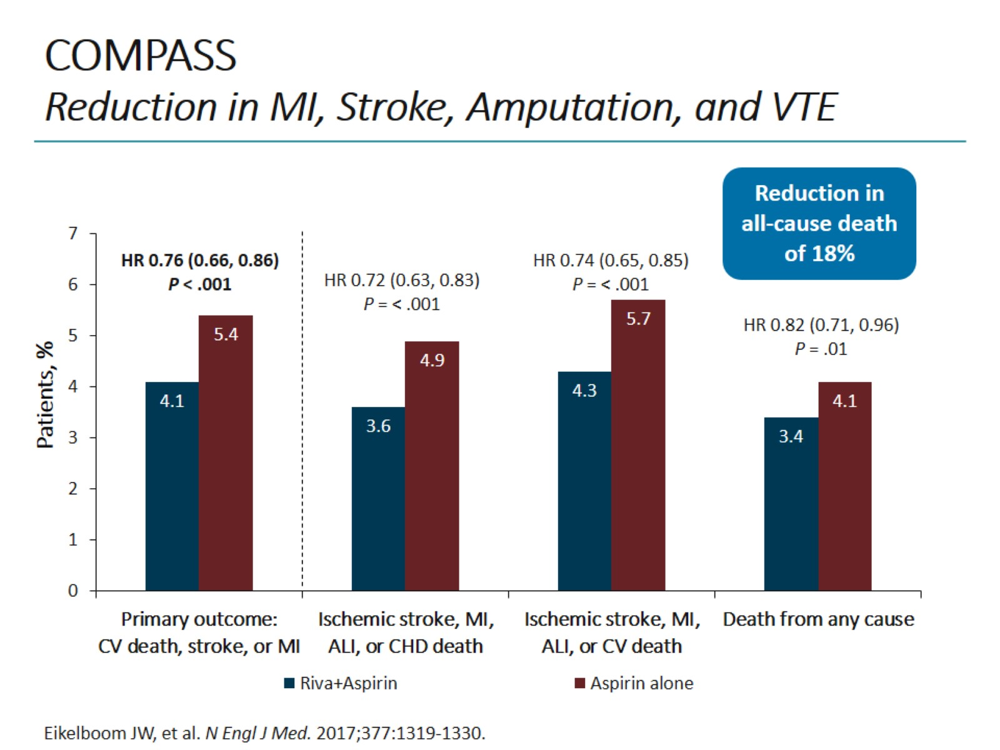 COMPASS
Reduction in MI, Stroke, Amputation, and VTE
Reduction in
all-cause death
of 18%
Patients, %
7
6
5
4
3
2
1
0
HR 0.76 (0.66, 0.86)
P < .001
4.1
5.4
HR 0.72 (0.63, 0.83)
P = < .001
3.6
4.9
HR 0.74 (0.65, 0.85)
P = < .001
4.3
5.7
HR 0.82 (0.71, 0.96)
P = .01
3.4
4.1
Primary outcome:
CV death, stroke, or MI
Ischemic stroke, MI,
ALI, or CHD death
Ischemic stroke, MI,
ALI, or CV death
Death from any cause
Riva+Aspirin
Aspirin alone
Eikelboom JW, et al. N Engl J Med. 2017;377:1319-1330.